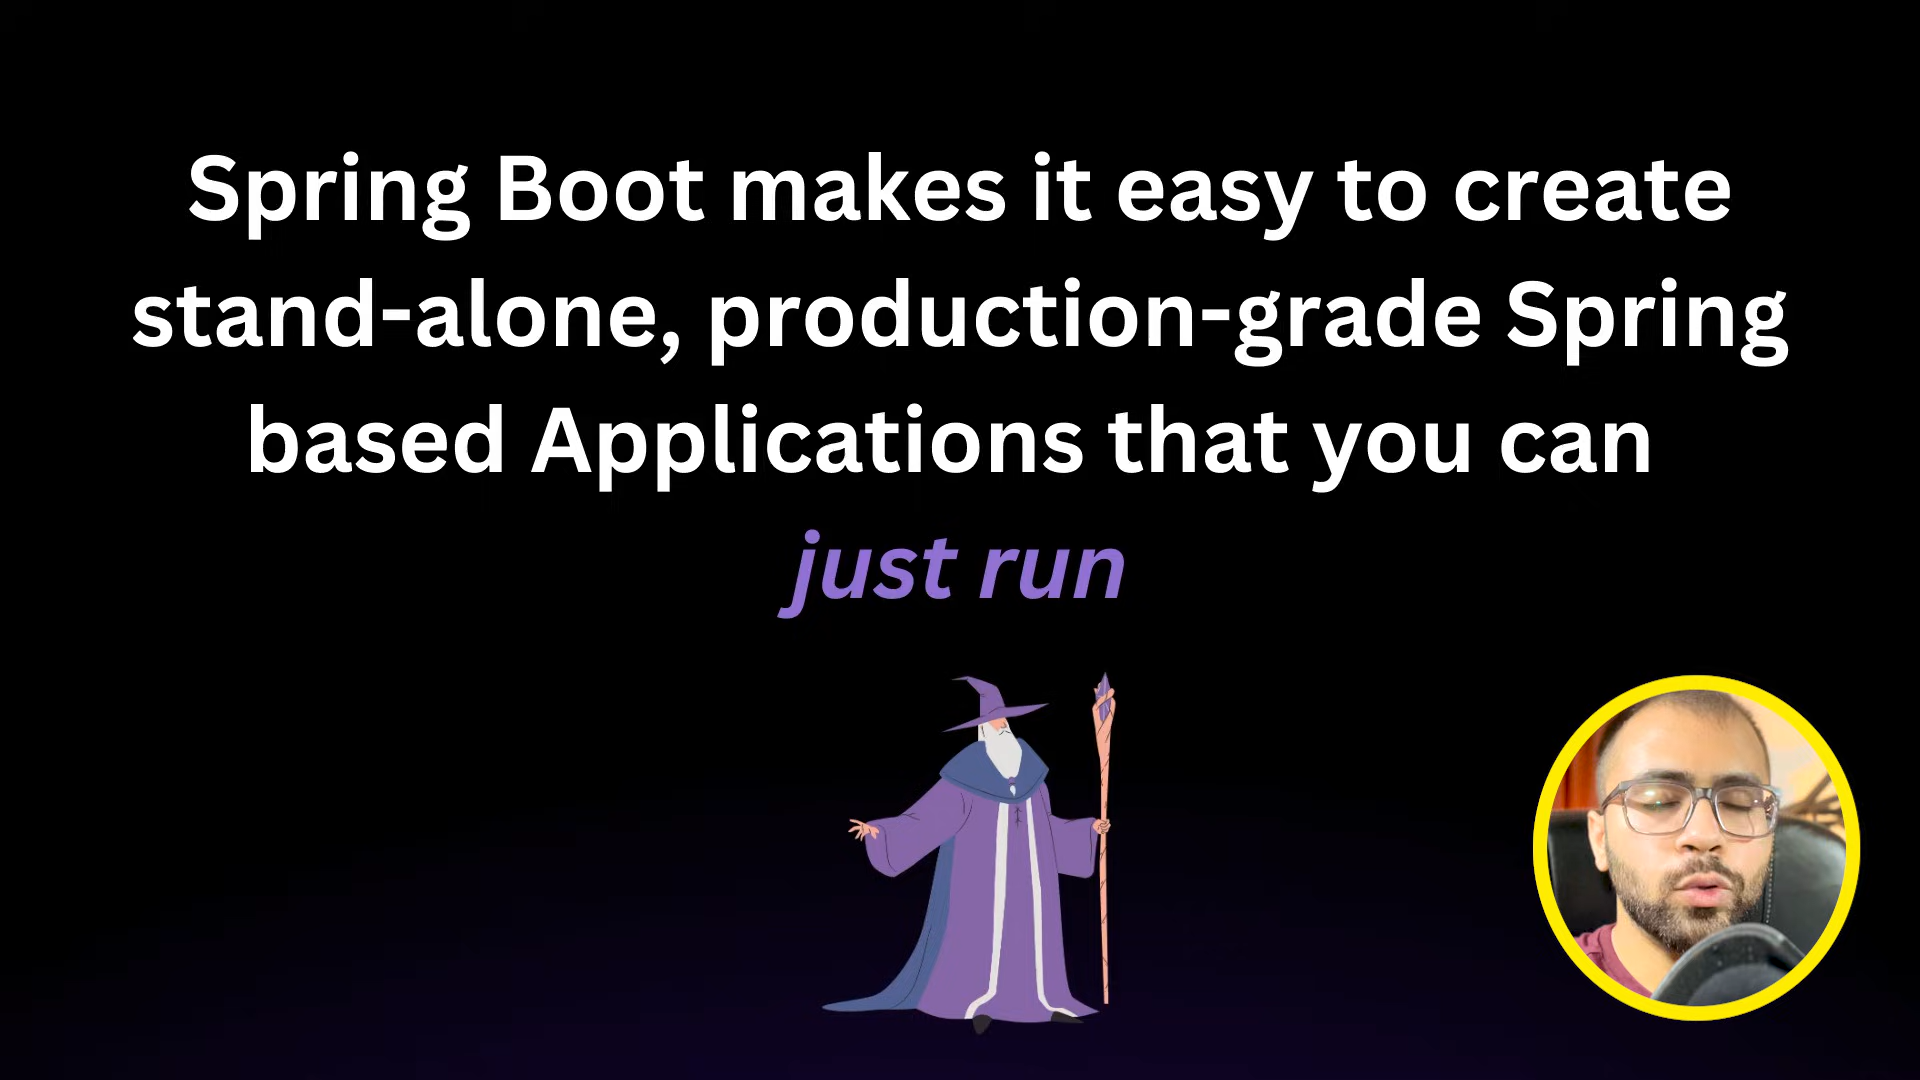 Spring Boot makes it easy to create
stand-alone, production-grade Spring
based Applications that you can
just run